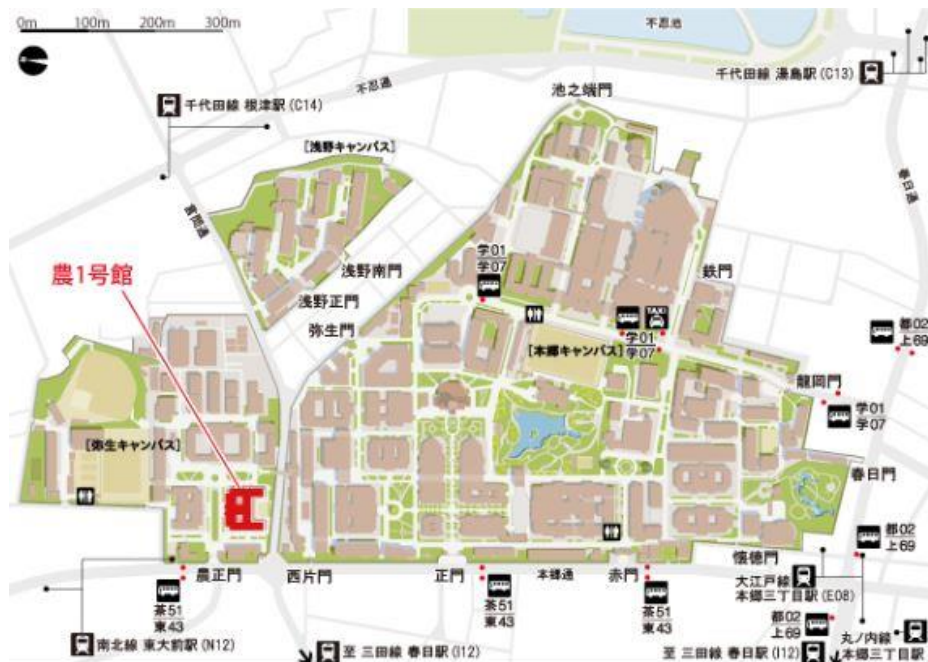 0m 100m 200m 300m
不忍池
千代田線 湯島駅(C13)
池之端門
不忍通
千代田線 根津駅(C14)
[浅野キャンパス]
春日通
言問通
学01
学07
浅野南門
鉄門
農1号館
浅野正門
弥生門
TAXI
都02
上69
[本郷キャンパス]
学01
学07
龍岡門
学01
学07
[弥生キャンパス]
春日門
都02
上69
懐徳門
農正門
西片門
正門
本郷通
赤門
大江戸線
本郷三丁目駅(E08)
茶51
東43
茶51
東43
茶51
東43
都02
上69
丸ノ内線
本郷三丁目駅
南北線 東大前駅(N12)
至 三田線 春日駅(I12)
至 三田線 春日駅(I12)